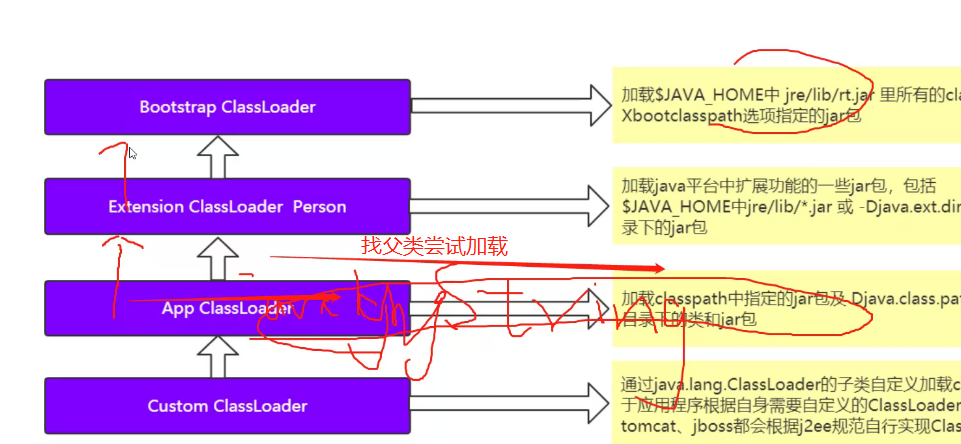 Bootstrap ClassLoader
加载$JAVA_HOME中 jre/lib/rt.jar 里所有的cla
Xbootclasspath选项指定的jar包
Extension ClassLoader Person
加载java平台中扩展功能的一些jar包，包括
$JAVA_HOME中jre/lib/*.jar 或 -Djava.ext.dir
录下的jar包
找父类尝试加载
App ClassLoader
加载classpath中指定的jar包及 Djava.class.pat
目录下的类和jar包
Custom ClassLoader
通过java.lang.ClassLoader的子类自定义加载c
于应用程序根据自身需要自定义的ClassLoader
tomcat、jboss都会根据j2ee规范自行实现Class